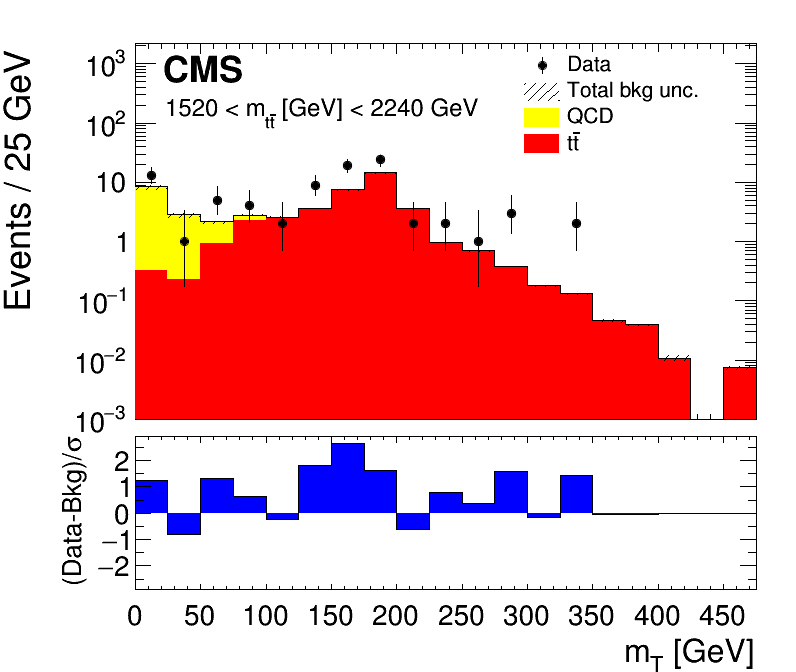 Events / 25 GeV
10³
10²
10
1
10⁻¹
10⁻²
10⁻³
CMS
1520 < m_tt̄ [GeV] < 2240 GeV
Data
Total bkg unc.
QCD
tt̄
(Data-Bkg)/σ
2
1
0
−1
−2
0 50 100 150 200 250 300 350 400 450
m_T [GeV]